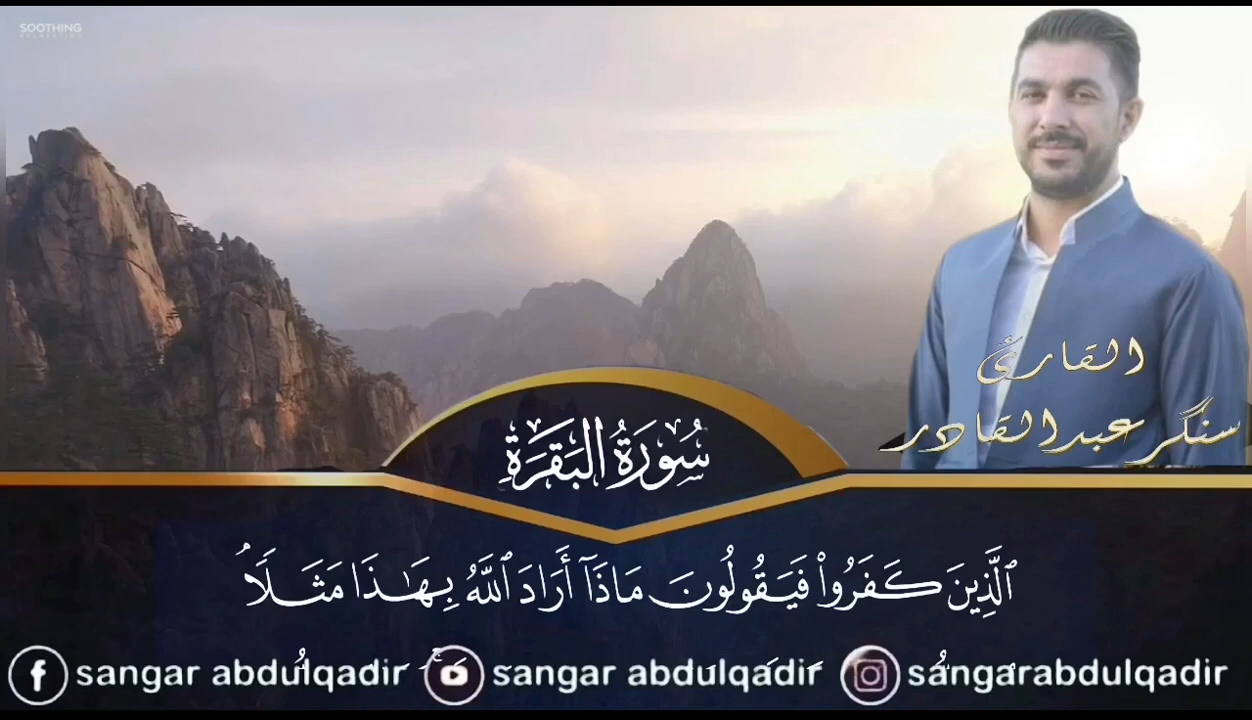 SOOTHING
RELAXATION
القارئ
سنگر عبدالقادر
سُورَةُ البَقَرَةِ
ٱلَّذِينَ كَفَرُوا۟ فَيَقُولُونَ مَاذَآ أَرَادَ ٱللَّهُ بِهَـٰذَا مَثَلَاۘ
sangar abdulqadir
sangar abdulqadir
sangarabdulqadir